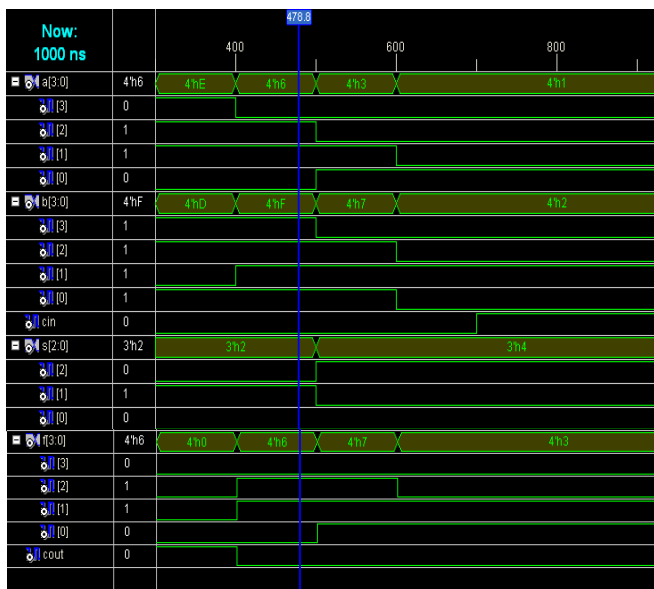 478.8
Now:
1000 ns
400 600 800
a[3:0] 4'h6 4'hE 4'h6 4'h3 4'h1
[3] 0
[2] 1
[1] 1
[0] 0
b[3:0] 4'hF 4'hD 4'hF 4'h7 4'h2
[3] 1
[2] 1
[1] 1
[0] 1
cin 0
s[2:0] 3'h2 3'h2 3'h4
[2] 0
[1] 1
[0] 0
f[3:0] 4'h6 4'h0 4'h6 4'h7 4'h3
[3] 0
[2] 1
[1] 1
[0] 0
cout 0